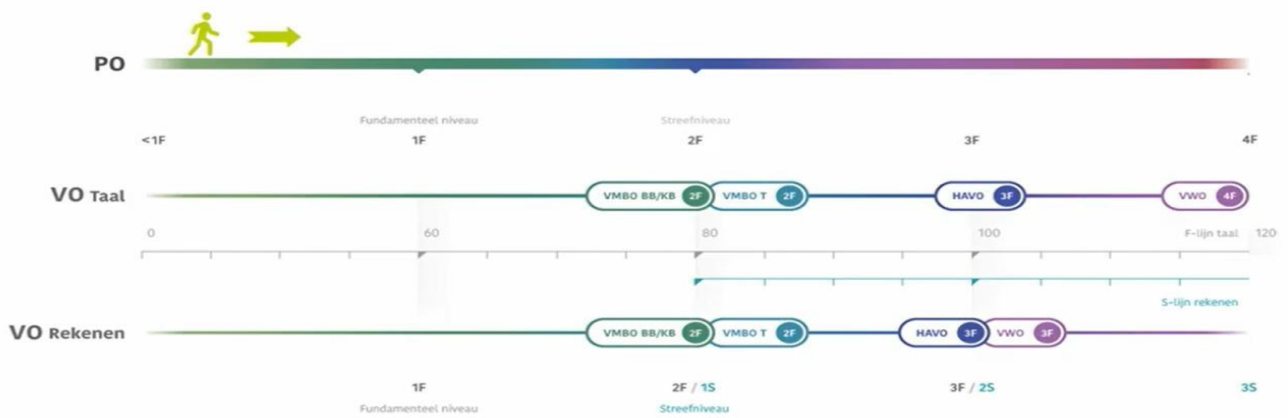 PO
Fundamenteel niveau
Streefniveau
<1F
1F
2F
3F
4F
VO Taal
VMBO BB/KB 2F
VMBO T 2F
HAVO 3F
VWO 4F
0
60
80
100
F-lijn taal
120
S-lijn rekenen
VO Rekenen
VMBO BB/KB 2F
VMBO T 2F
HAVO 3F
VWO 3F
1F
2F / 1S
3F / 2S
3S
Fundamenteel niveau
Streefniveau